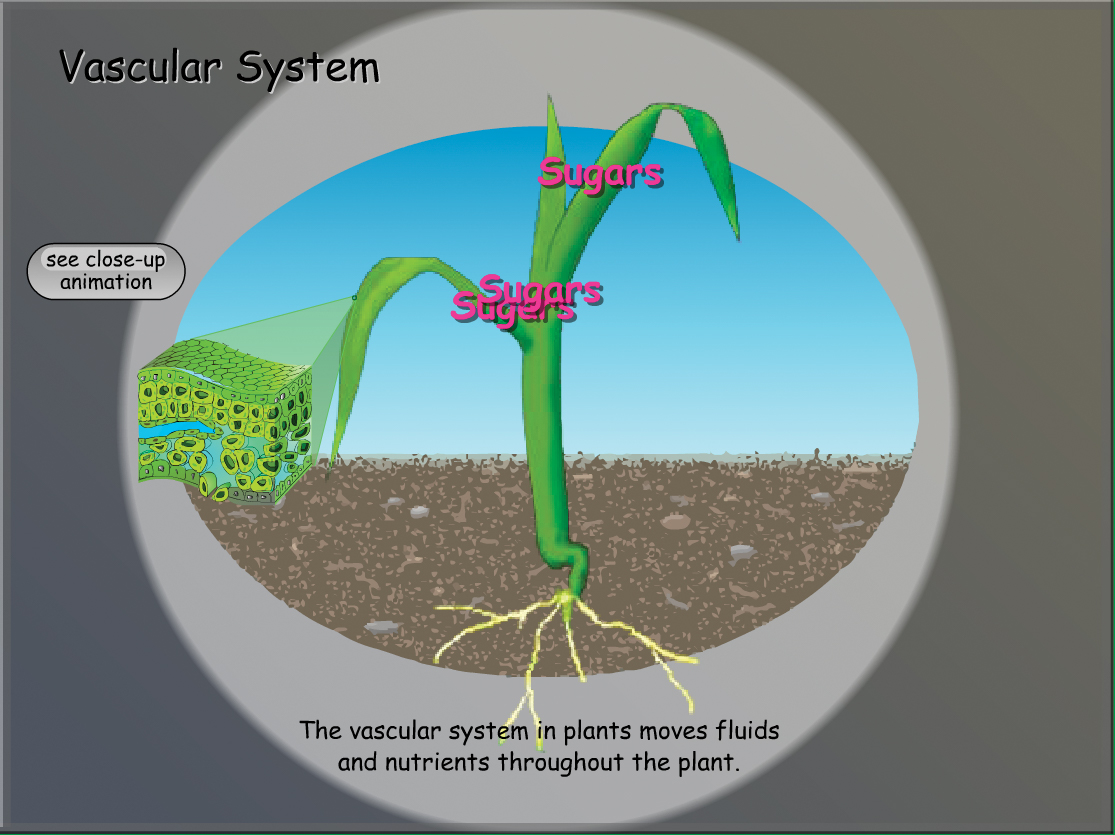 Vascular System
Sugars
see close-up
animation
Sugars
Sugars
The vascular system in plants moves fluids
and nutrients throughout the plant.